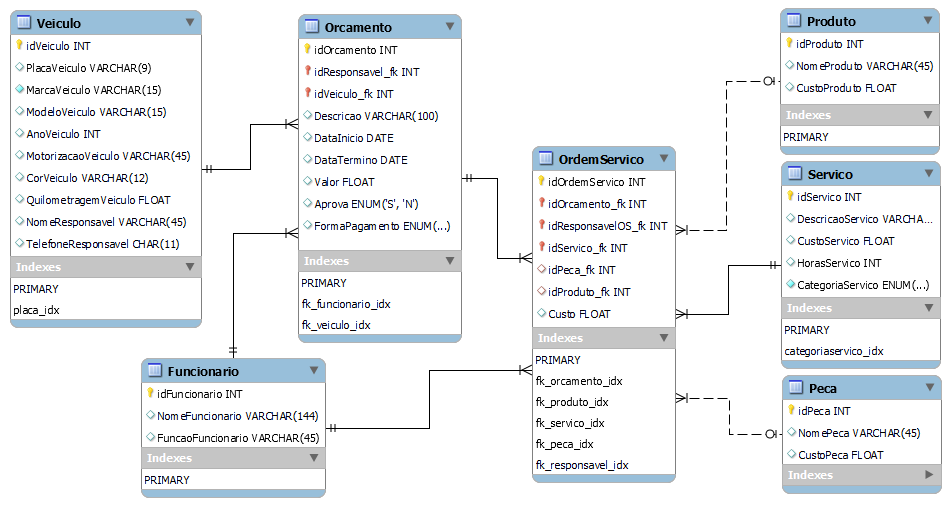 Veiculo
idVeiculo INT
PlacaVeiculo VARCHAR(9)
MarcaVeiculo VARCHAR(15)
ModeloVeiculo VARCHAR(15)
AnoVeiculo INT
MotorizacaoVeiculo VARCHAR(45)
CorVeiculo VARCHAR(12)
QuilometragemVeiculo FLOAT
NomeResponsavel VARCHAR(45)
TelefoneResponsavel CHAR(11)
Indexes
PRIMARY
placa_idx
Orcamento
idOrcamento INT
idResponsavel_fk INT
idVeiculo_fk INT
Descricao VARCHAR(100)
DataInicio DATE
DataTermino DATE
Valor FLOAT
Aprova ENUM('S', 'N')
FormaPagamento ENUM(...)
Indexes
PRIMARY
fk_funcionario_idx
fk_veiculo_idx
Funcionario
idFuncionario INT
NomeFuncionario VARCHAR(144)
FuncaoFuncionario VARCHAR(45)
Indexes
PRIMARY
OrdemServico
idOrdemServico INT
idOrcamento_fk INT
idResponsavelOS_fk INT
idServico_fk INT
idPeca_fk INT
idProduto_fk INT
Custo FLOAT
Indexes
PRIMARY
fk_orcamento_idx
fk_produto_idx
fk_servico_idx
fk_peca_idx
fk_responsavel_idx
Produto
idProduto INT
NomeProduto VARCHAR(45)
CustoProduto FLOAT
Indexes
PRIMARY
Servico
idServico INT
DescricaoServico VARCHA...
CustoServico FLOAT
HorasServico INT
CategoriaServico ENUM(...)
Indexes
PRIMARY
categoriaservico_idx
Peca
idPeca INT
NomePeca VARCHAR(45)
CustoPeca FLOAT
Indexes